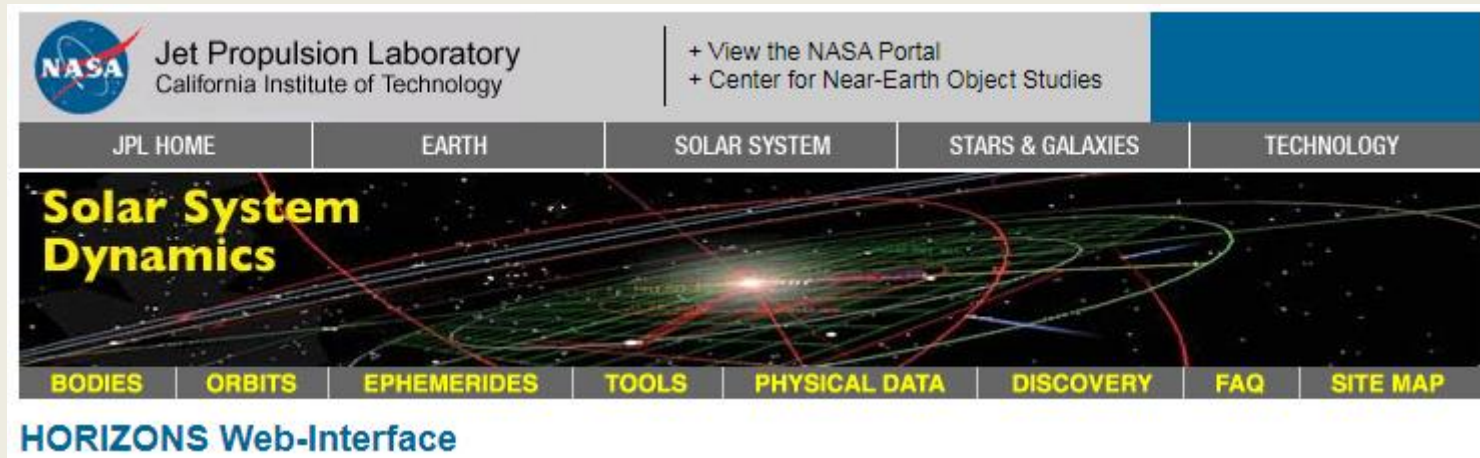 NASA
Jet Propulsion Laboratory
California Institute of Technology
+ View the NASA Portal
+ Center for Near-Earth Object Studies
JPL HOME EARTH SOLAR SYSTEM STARS & GALAXIES TECHNOLOGY
Solar System
Dynamics
BODIES ORBITS EPHEMERIDES TOOLS PHYSICAL DATA DISCOVERY FAQ SITE MAP
HORIZONS Web-Interface